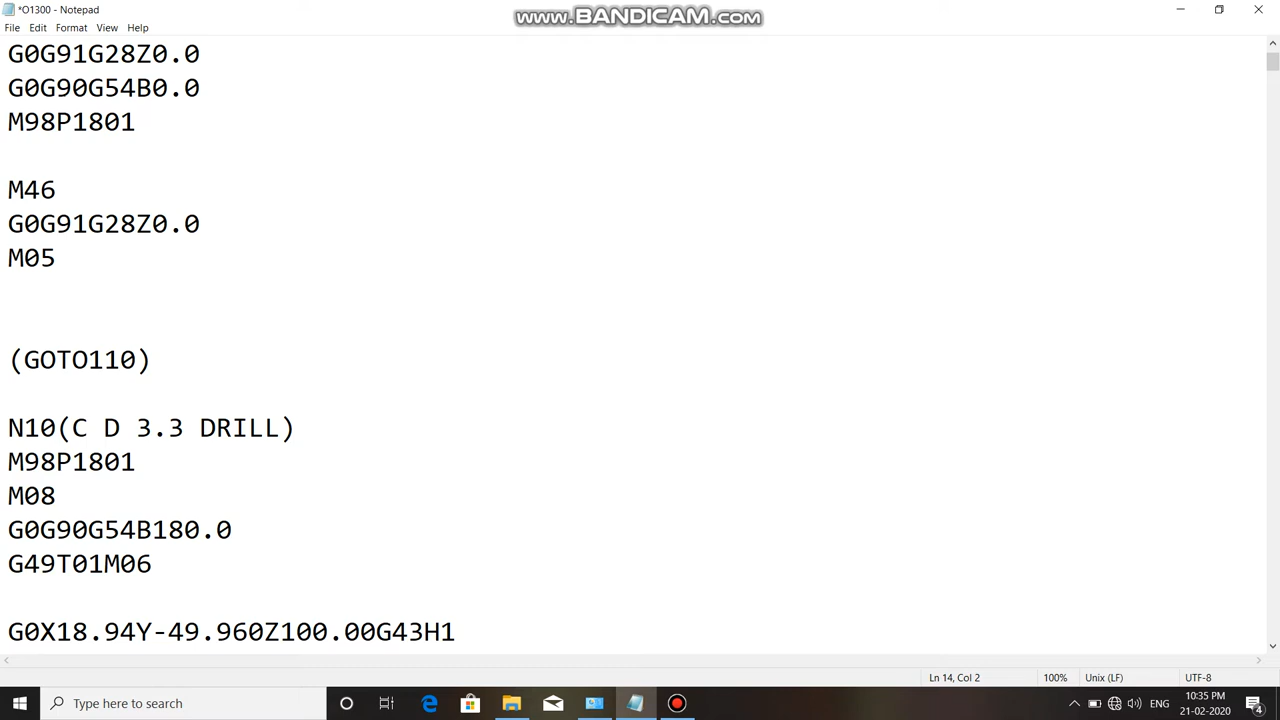 *O1300 - Notepad
www.BANDICAM.com
File Edit Format View Help
G0G91G28Z0.0
G0G90G54B0.0
M98P1801
M46
G0G91G28Z0.0
M05
(GOTO110)
N10(C D 3.3 DRILL)
M98P1801
M08
G0G90G54B180.0
G49T01M06
G0X18.94Y-49.960Z100.00G43H1
Ln 14, Col 2 100% Unix (LF) UTF-8
Type here to search
ENG
10:35 PM
21-02-2020
4